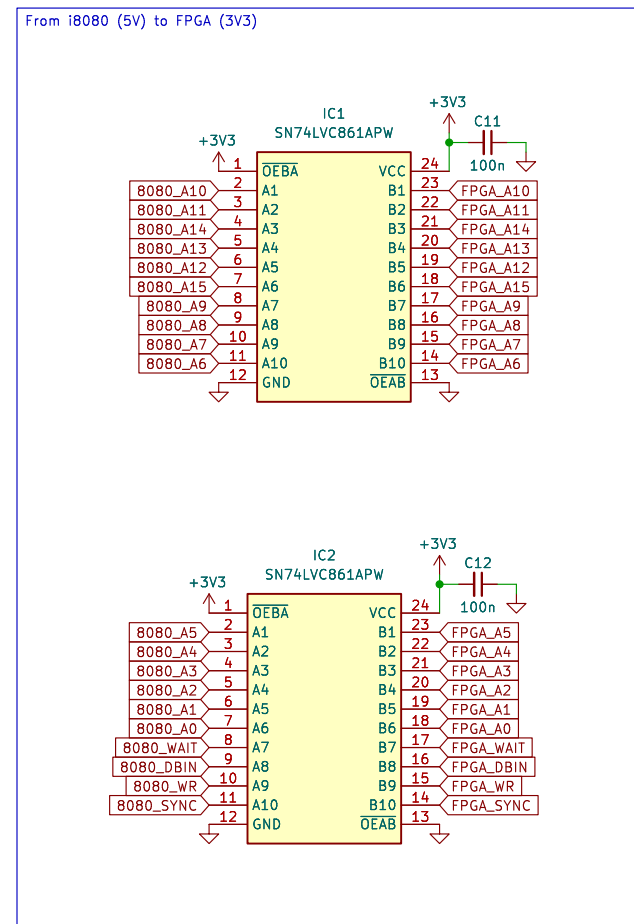 From i8080 (5V) to FPGA (3V3)
IC1
SN74LVC861APW
+3V3
+3V3
C11
100n
1 OEBA VCC 24
8080_A10 2 A1 B1 23 FPGA_A10
8080_A11 3 A2 B2 22 FPGA_A11
8080_A14 4 A3 B3 21 FPGA_A14
8080_A13 5 A4 B4 20 FPGA_A13
8080_A12 6 A5 B5 19 FPGA_A12
8080_A15 7 A6 B6 18 FPGA_A15
8080_A9 8 A7 B7 17 FPGA_A9
8080_A8 9 A8 B8 16 FPGA_A8
8080_A7 10 A9 B9 15 FPGA_A7
8080_A6 11 A10 B10 14 FPGA_A6
12 GND OEAB 13
IC2
SN74LVC861APW
+3V3
+3V3
C12
100n
1 OEBA VCC 24
8080_A5 2 A1 B1 23 FPGA_A5
8080_A4 3 A2 B2 22 FPGA_A4
8080_A3 4 A3 B3 21 FPGA_A3
8080_A2 5 A4 B4 20 FPGA_A2
8080_A1 6 A5 B5 19 FPGA_A1
8080_A0 7 A6 B6 18 FPGA_A0
8080_WAIT 8 A7 B7 17 FPGA_WAIT
8080_DBIN 9 A8 B8 16 FPGA_DBIN
8080_WR 10 A9 B9 15 FPGA_WR
8080_SYNC 11 A10 B10 14 FPGA_SYNC
12 GND OEAB 13